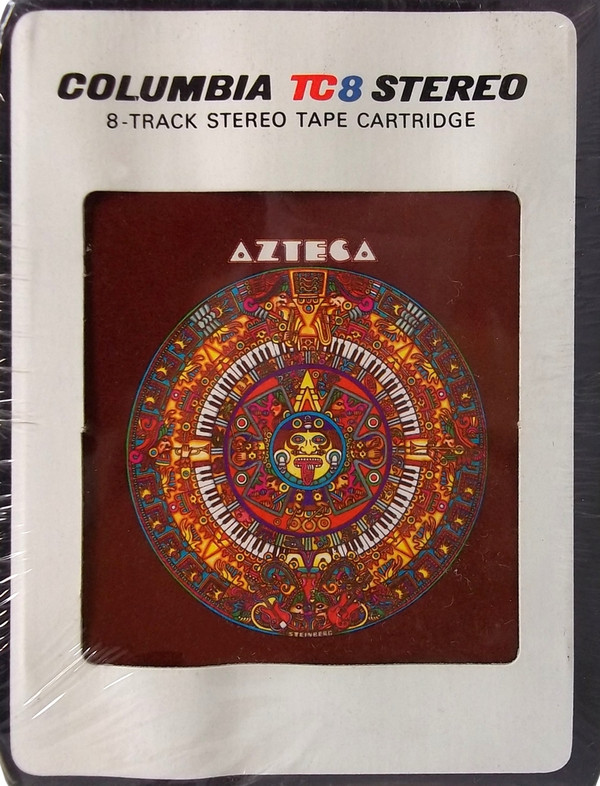 COLUMBIA TC8 STEREO
8-TRACK STEREO TAPE CARTRIDGE
AZTECA
STEINBERG